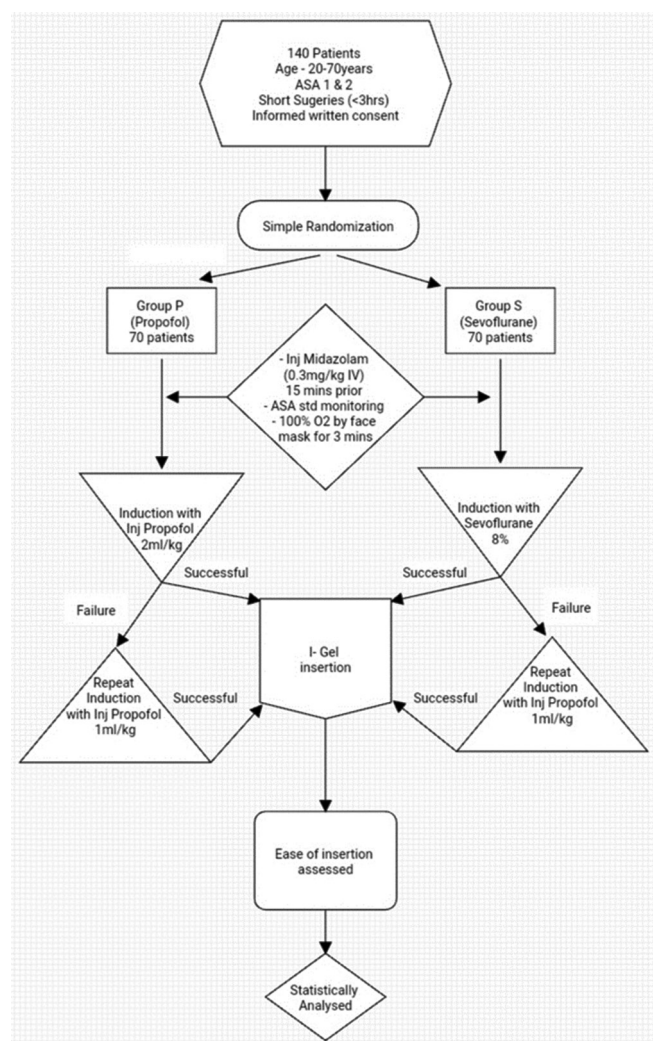 140 Patients
Age - 20-70years
ASA 1 & 2
Short Sugeries (<3hrs)
Informed written consent
Simple Randomization
Group P
(Propofol)
70 patients
Group S
(Sevoflurane)
70 patients
- Inj Midazolam
(0.3mg/kg IV)
15 mins prior
- ASA std monitoring
- 100% O2 by face
mask for 3 mins
Induction with
Inj Propofol
2ml/kg
Induction with
Sevoflurane
8%
Successful
Successful
Failure
Failure
I- Gel
insertion
Repeat
Induction
with Inj Propofol
1ml/kg
Successful
Successful
Repeat
Induction
with Inj Propofol
1ml/kg
Ease of insertion
assessed
Statistically
Analysed